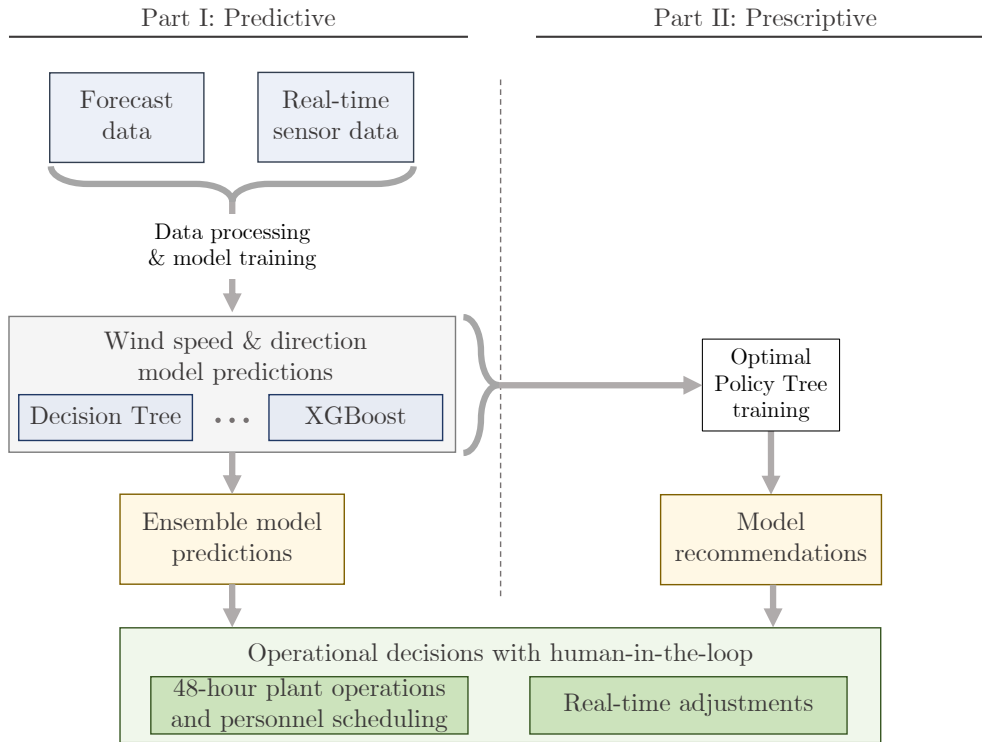 Part I: Predictive
Part II: Prescriptive
Forecast
data
Real-time
sensor data
Data processing
& model training
Wind speed & direction
model predictions
Decision Tree
...
XGBoost
Optimal
Policy Tree
training
Ensemble model
predictions
Model
recommendations
Operational decisions with human-in-the-loop
48-hour plant operations
and personnel scheduling
Real-time adjustments